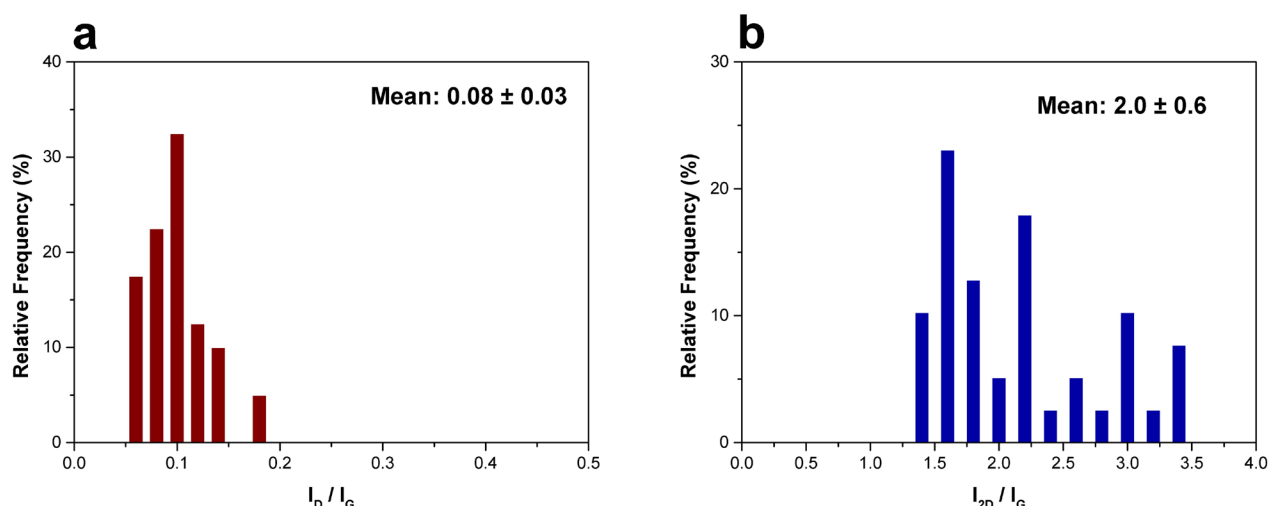 a
Mean: 0.08 ± 0.03
Relative Frequency (%)
40
30
20
10
0
0.0 0.1 0.2 0.3 0.4 0.5
I_D / I_G
b
Mean: 2.0 ± 0.6
Relative Frequency (%)
30
20
10
0
0.0 0.5 1.0 1.5 2.0 2.5 3.0 3.5 4.0
I_2D / I_G